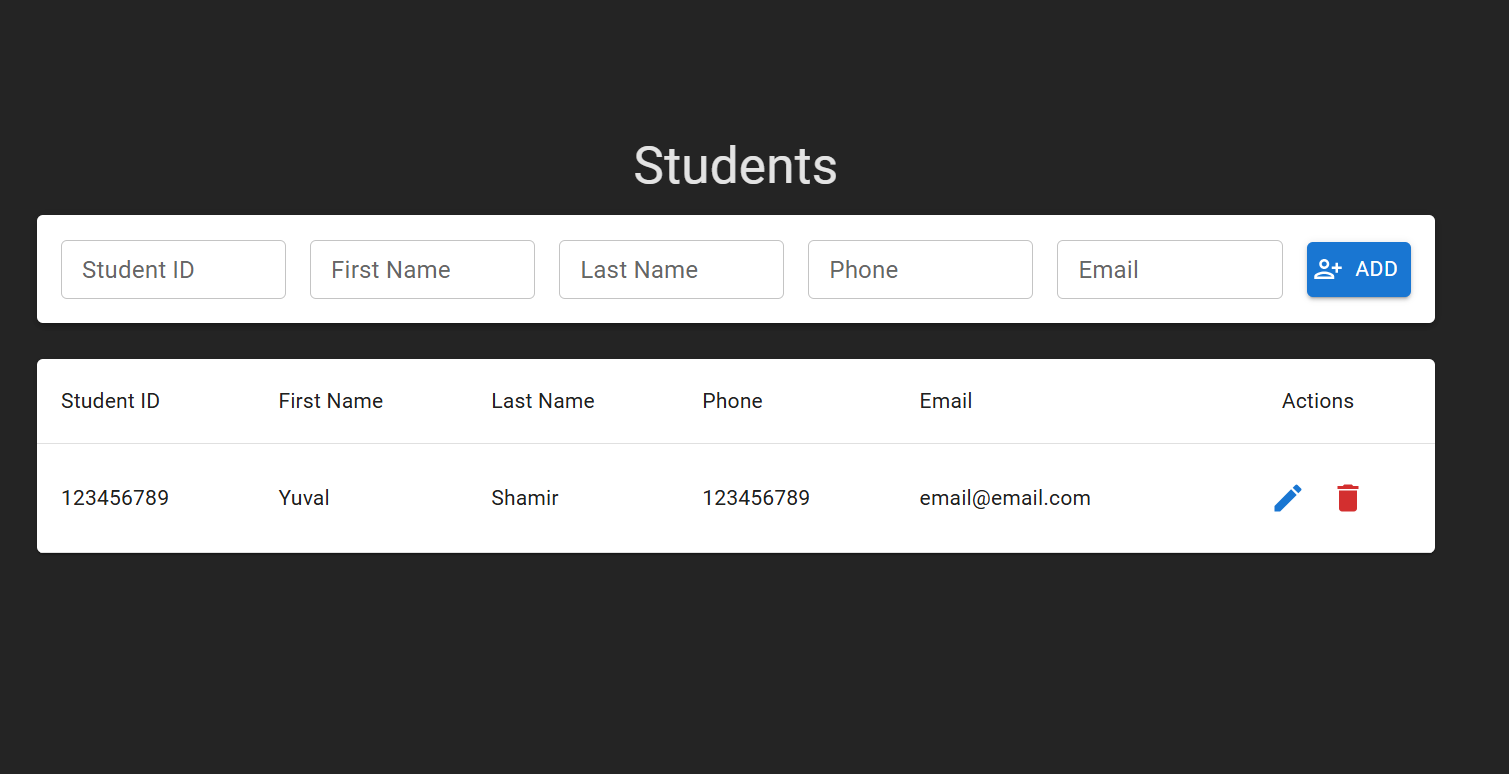 Students
Student ID First Name Last Name Phone Email ADD
Student ID First Name Last Name Phone Email Actions
123456789 Yuval Shamir 123456789 email@email.com